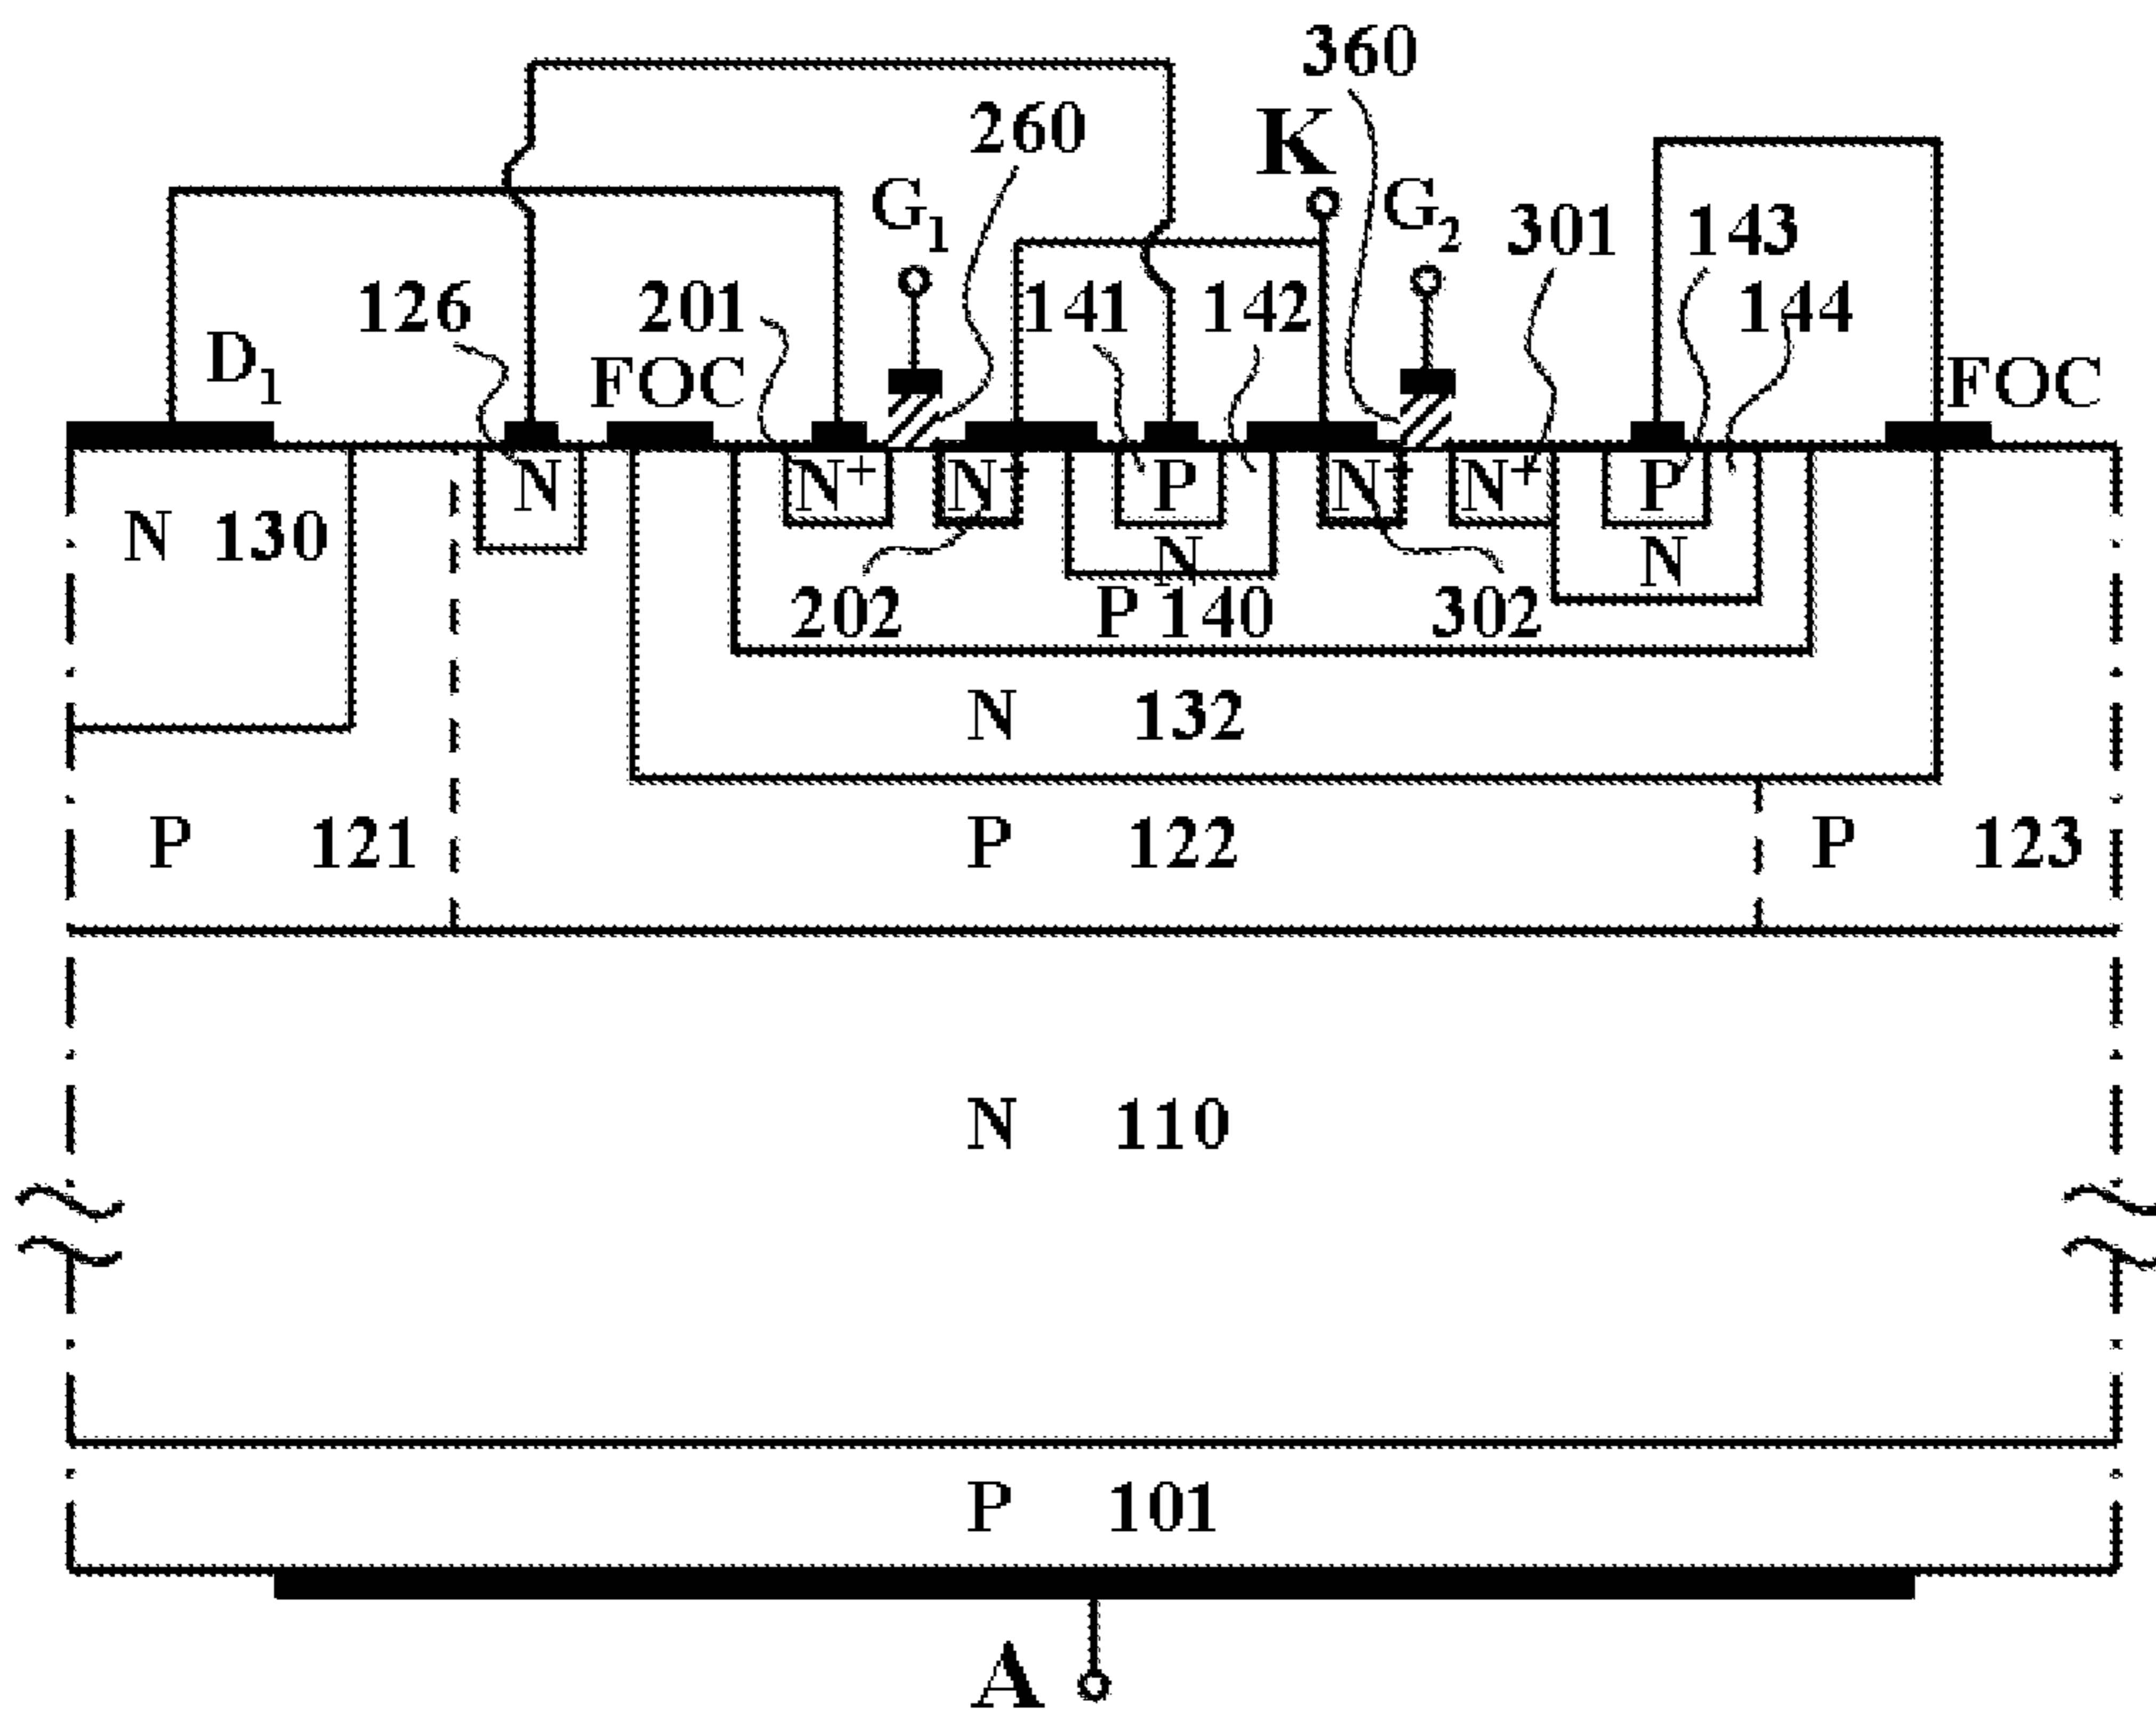 360
260 K
G₁ G₂ 301 143
126 201 141 142 144
D₁ FOC FOC
N N⁺ N⁺ P N⁺ N⁺ P
N 130 N N
202 P 140 302
N 132
P 121 P 122 P 123
N 110
P 101
A